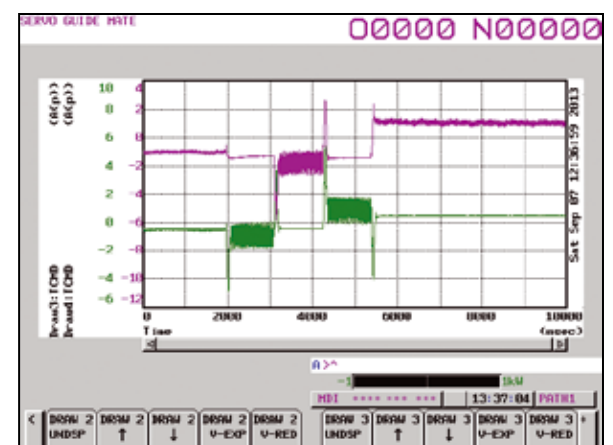 SERVO GUIDE MATE
O0000 N00000
(A(p))
(A(p))
10 4
8 2
6 0
4 -2
2 -4
0 -6
-2 -8
-4 -10
-6 -12
Draw3:TCMD
Draw4:TCMD
0 2000 4000 6000 8000 10000
Time (msec)
Sat Sep 07 12:36:59 2013
A>^
-1 1kW
MDI **** *** *** 13:37:04 PATH1
< DRAW 2 UNDSP DRAW 2 ↑ DRAW 2 ↓ DRAW 2 V-EXP DRAW 2 V-RED DRAW 3 UNDSP DRAW 3 ↑ DRAW 3 ↓ DRAW 3 V-EXP DRAW 3 V-RED +